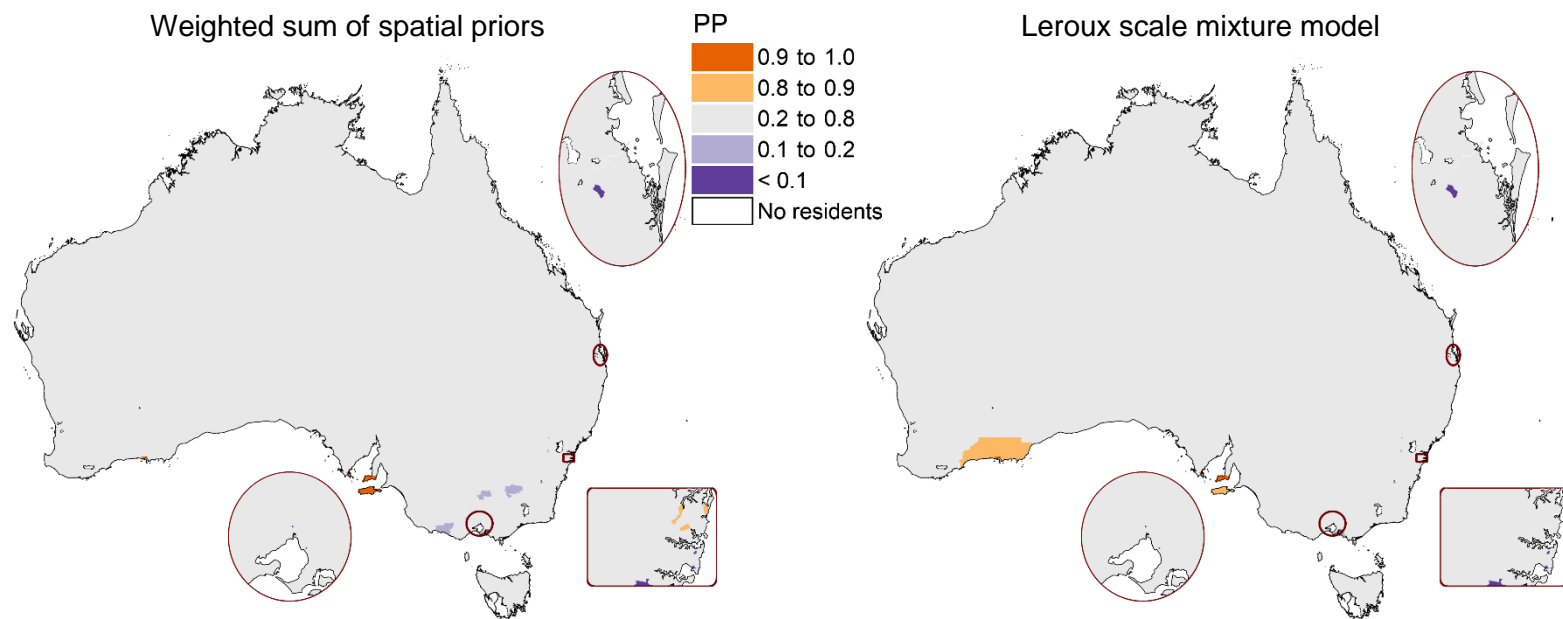 Weighted sum of spatial priors
PP
0.9 to 1.0
0.8 to 0.9
0.2 to 0.8
0.1 to 0.2
< 0.1
No residents
Leroux scale mixture model